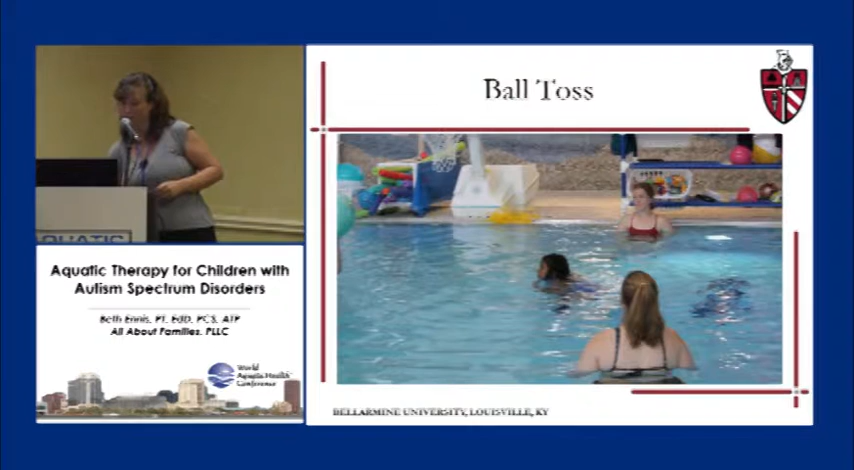 Ball Toss
AQUATIC
Aquatic Therapy for Children with
Autism Spectrum Disorders
Beth Ennis, PT, EdD, PCS, ATP
All About Families, PLLC
World
Aquatic Health
Conference
BELLARMINE UNIVERSITY, LOUISVILLE, KY